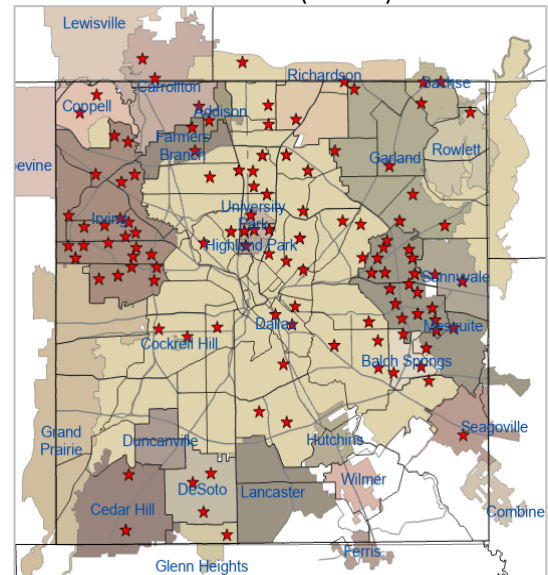 Lewisville
Richardson
Carrollton
Coppell
Addison
Farmers
Branch
Garland
Rowlett
evine
University
Park
Irving
Highland Park
Sunnyvale
Dallas
Mesquite
Cockrell Hill
Balch Springs
Grand
Prairie
Duncanville
Hutchins
Seagoville
DeSoto
Lancaster
Wilmer
Cedar Hill
Combine
Ferris
Glenn Heights